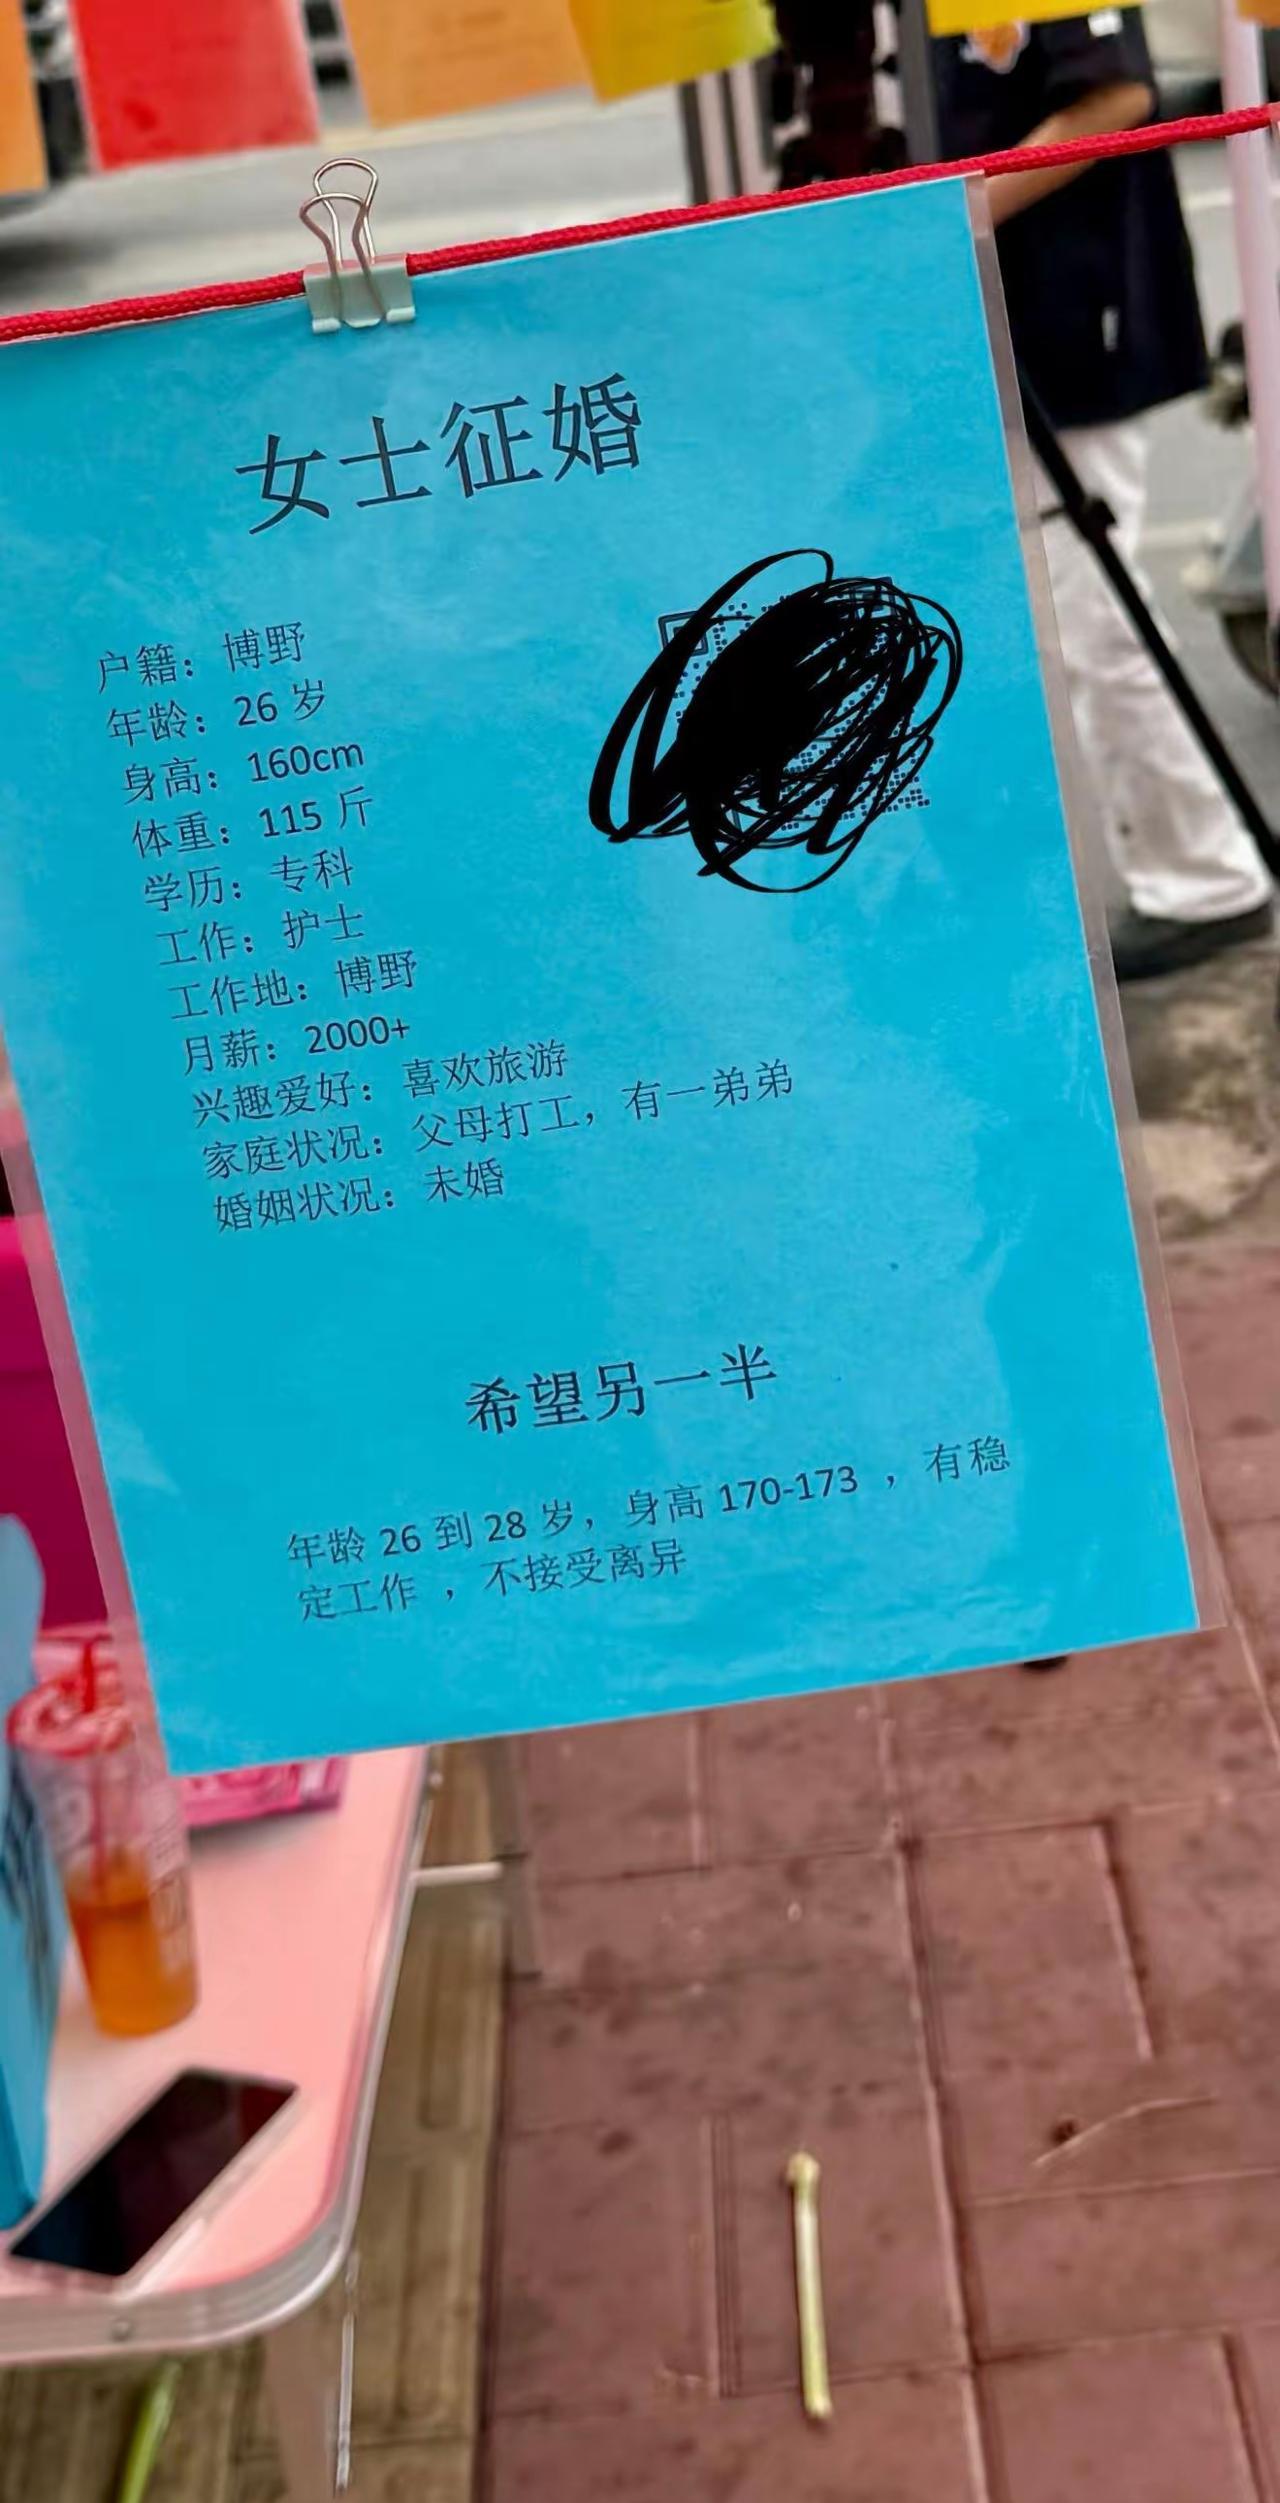 女士征婚
户籍：博野
年龄：26 岁
身高：160cm
体重：115 斤
学历：专科
工作：护士
工作地：博野
月薪：2000+
兴趣爱好：喜欢旅游
家庭状况：父母打工，有一弟弟
婚姻状况：未婚
希望另一半
年龄 26 到 28 岁，身高 170-173 ，有稳
定工作 ，不接受离异